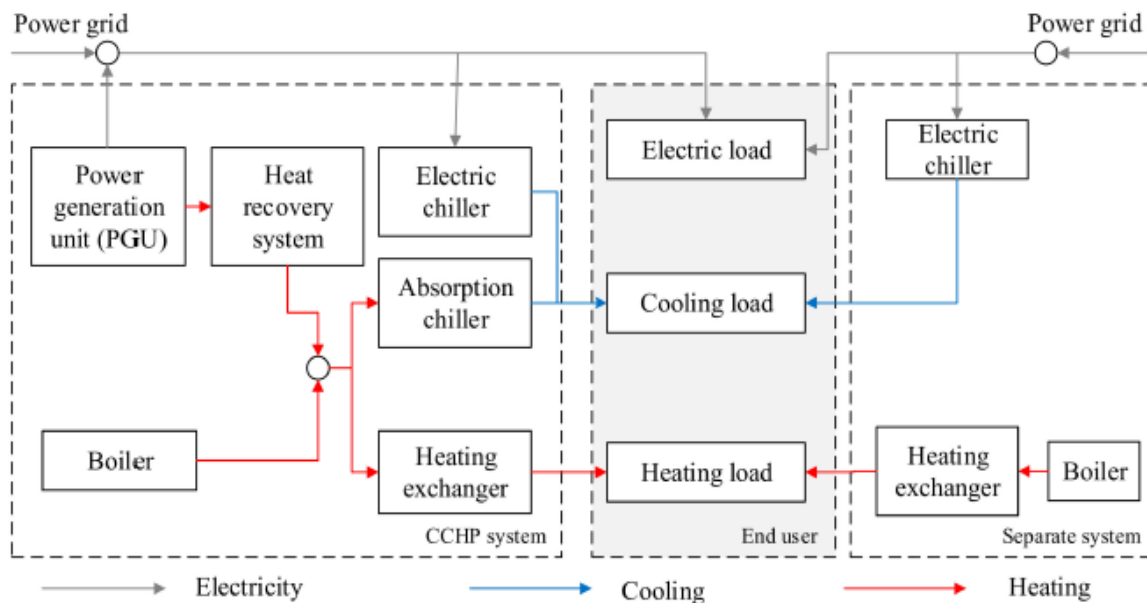 Power grid
Power grid
Power
generation
unit (PGU)
Heat
recovery
system
Electric
chiller
Electric load
Electric
chiller
Absorption
chiller
Cooling load
Boiler
Heating
exchanger
Heating load
Heating
exchanger
Boiler
CCHP system
End user
Separate system
Electricity
Cooling
Heating